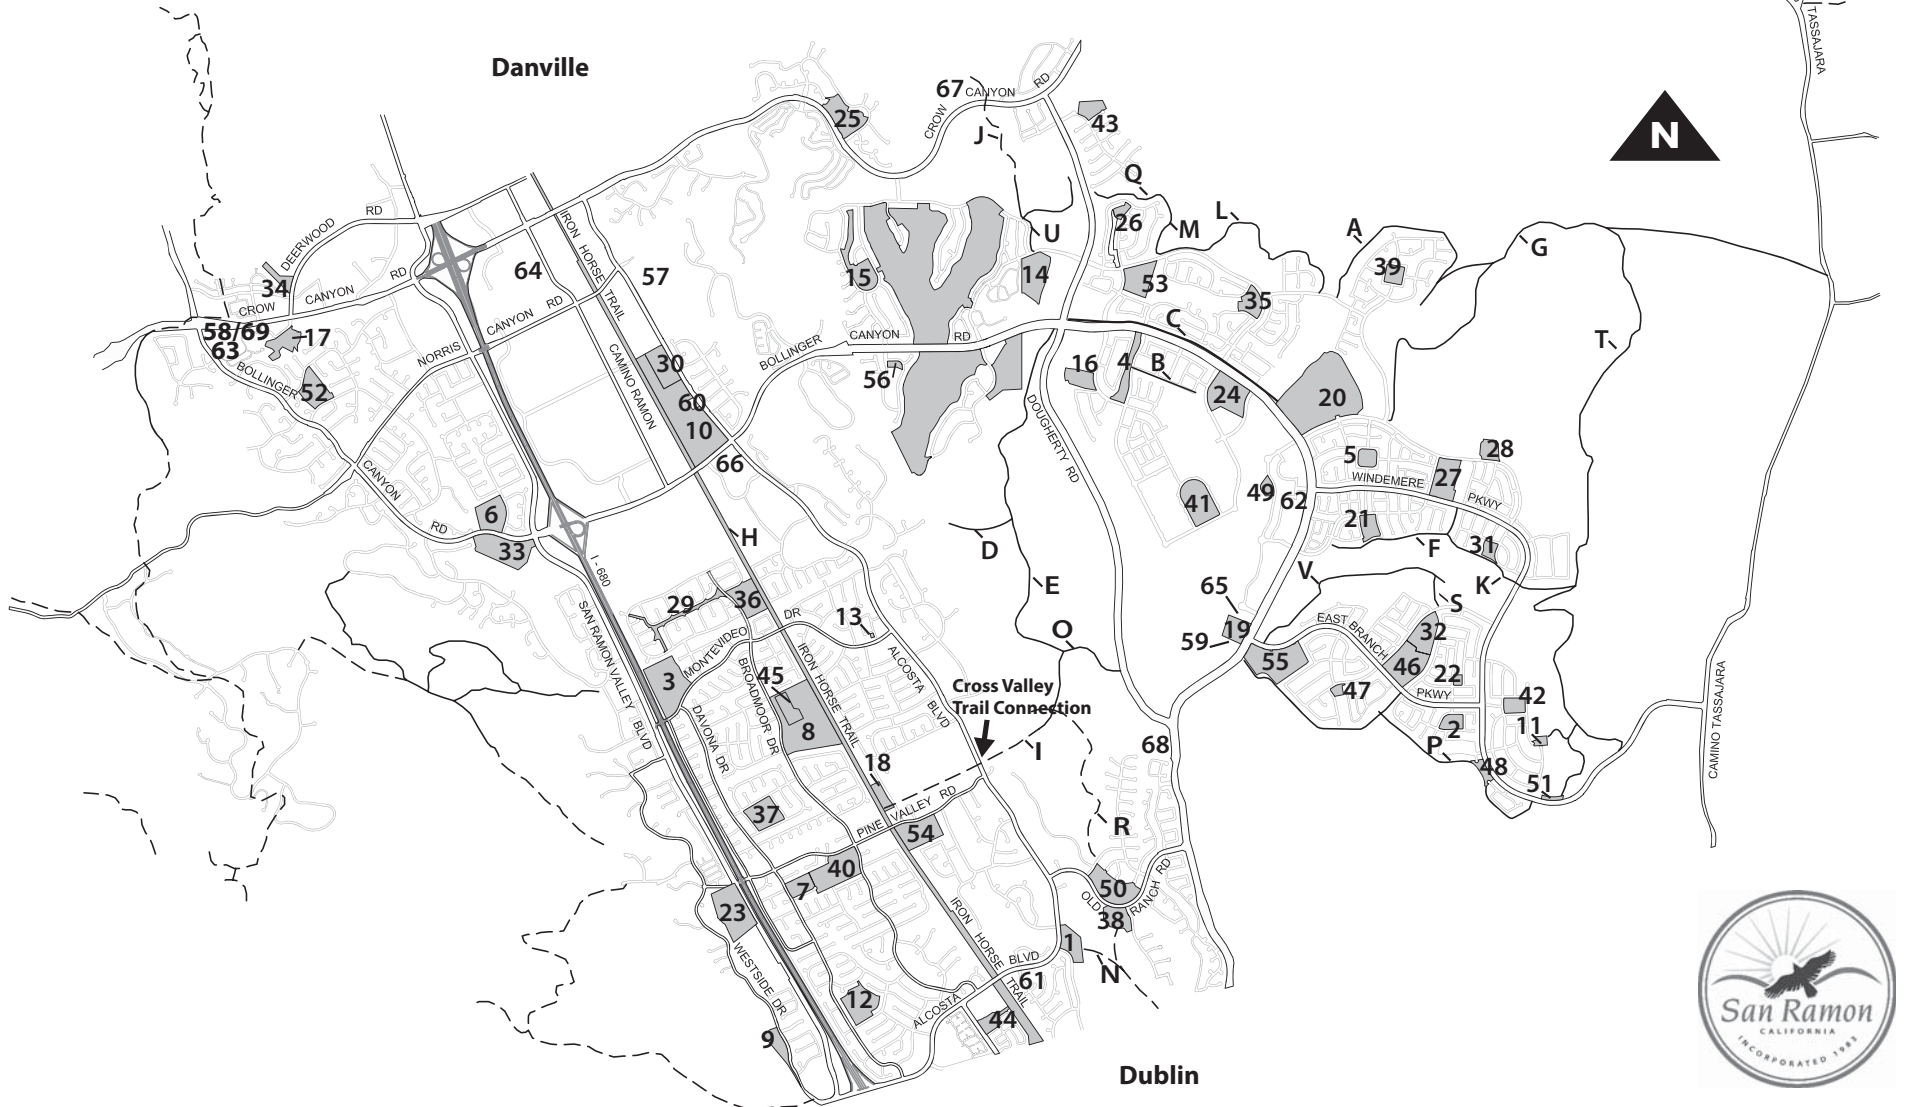 Danville
TASSAJARA
67
CANYON
RD
CROW
25
43
J
N
Q
IRON HORSE TRAIL
RD
DEERWOOD
26
L
A
U
M
G
34
CROW
CANYON
RD
64
57
15
14
53
39
35
58/69
63
17
CANYON
RD
NORRIS
C
T
BOLLINGER
52
CAMINO RAMON
30
60
10
66
BOLLINGER
CANYON
RD
56
16
4
B
24
20
DOUGHERTY RD
CANYON
RD
6
33
5
28
WINDEMERE
27
PKWY
41
49
62
21
F
31
K
H
I - 680
D
E
V
65
S
29
36
DR
13
MONTEVIDEO
O
59
19
EAST BRANCH
32
SAN RAMON VALLEY BLVD
3
BROADMOOR DR
45
IRON HORSE TRAIL
ALCOSTA
BLVD
55
46
22
47
PKWY
42
Cross Valley
Trail Connection
DAVONA DR
8
I
68
2
11
P
48
51
CAMINO TASSAJARA
18
37
PINE VALLEY RD
54
R
40
7
23
50
OLD RANCH RD
38
IRON HORSE TRAIL
1
N
WESTSIDE DR
BLVD
61
12
ALCOSTA
44
9
Dublin
San Ramon
CALIFORNIA
INCORPORATED 1983